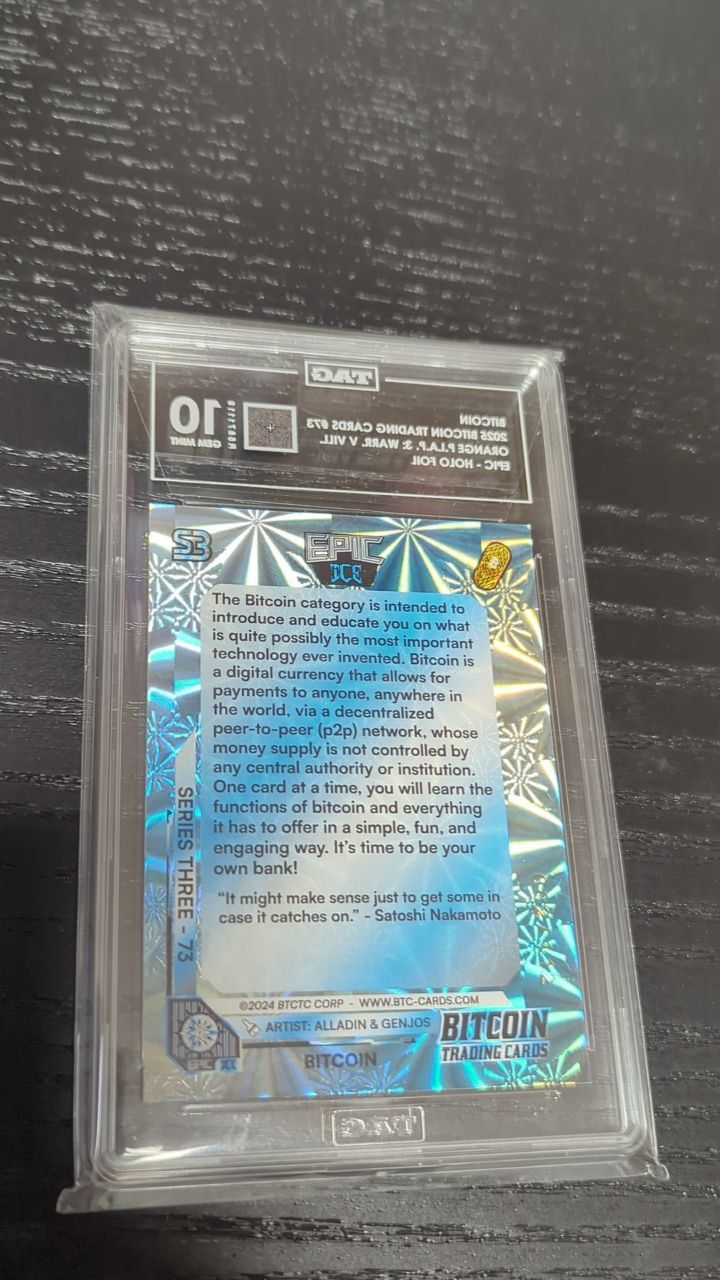 TAG
BITCOIN
2025 BITCOIN TRADING CARDS #73
ORANGE P.I.A.P. 3: WARR. V VILL.
EPIC - HOLO FOIL
10
GEM MINT
S3
EPIC
ICE
The Bitcoin category is intended to
introduce and educate you on what
is quite possibly the most important
technology ever invented. Bitcoin is
a digital currency that allows for
payments to anyone, anywhere in
the world, via a decentralized
peer-to-peer (p2p) network, whose
money supply is not controlled by
any central authority or institution.
One card at a time, you will learn the
functions of bitcoin and everything
it has to offer in a simple, fun, and
engaging way. It's time to be your
own bank!
"It might make sense just to get some in
case it catches on." - Satoshi Nakamoto
SERIES THREE - 73
©2024 BTCTC CORP - WWW.BTC-CARDS.COM
ARTIST: ALLADIN & GENJOS
BITCOIN
BITCOIN
TRADING CARDS
TAG